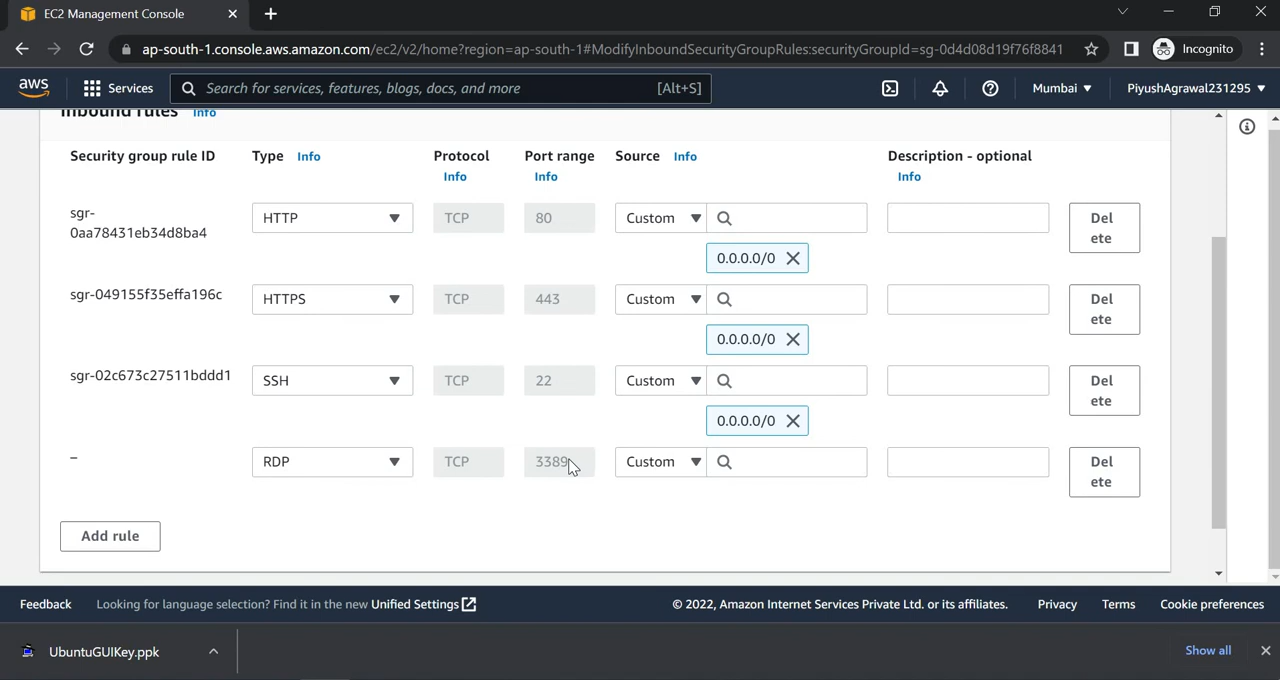 EC2 Management Console
ap-south-1.console.aws.amazon.com/ec2/v2/home?region=ap-south-1#ModifyInboundSecurityGroupRules:securityGroupId=sg-0d4d08d19f76f8841
Incognito
aws
Services
Search for services, features, blogs, docs, and more [Alt+S]
Mumbai
PiyushAgrawal231295
Inbound rules Info
Security group rule ID Type Info Protocol Port range Source Info Description - optional
Info Info Info
sgr-
0aa78431eb34d8ba4
HTTP TCP 80 Custom
Del
ete
0.0.0.0/0
sgr-049155f35effa196c HTTPS TCP 443 Custom
Del
ete
0.0.0.0/0
sgr-02c673c27511bddd1 SSH TCP 22 Custom
Del
ete
0.0.0.0/0
– RDP TCP 3389 Custom
Del
ete
Add rule
Feedback Looking for language selection? Find it in the new Unified Settings © 2022, Amazon Internet Services Private Ltd. or its affiliates. Privacy Terms Cookie preferences
UbuntuGUIKey.ppk Show all